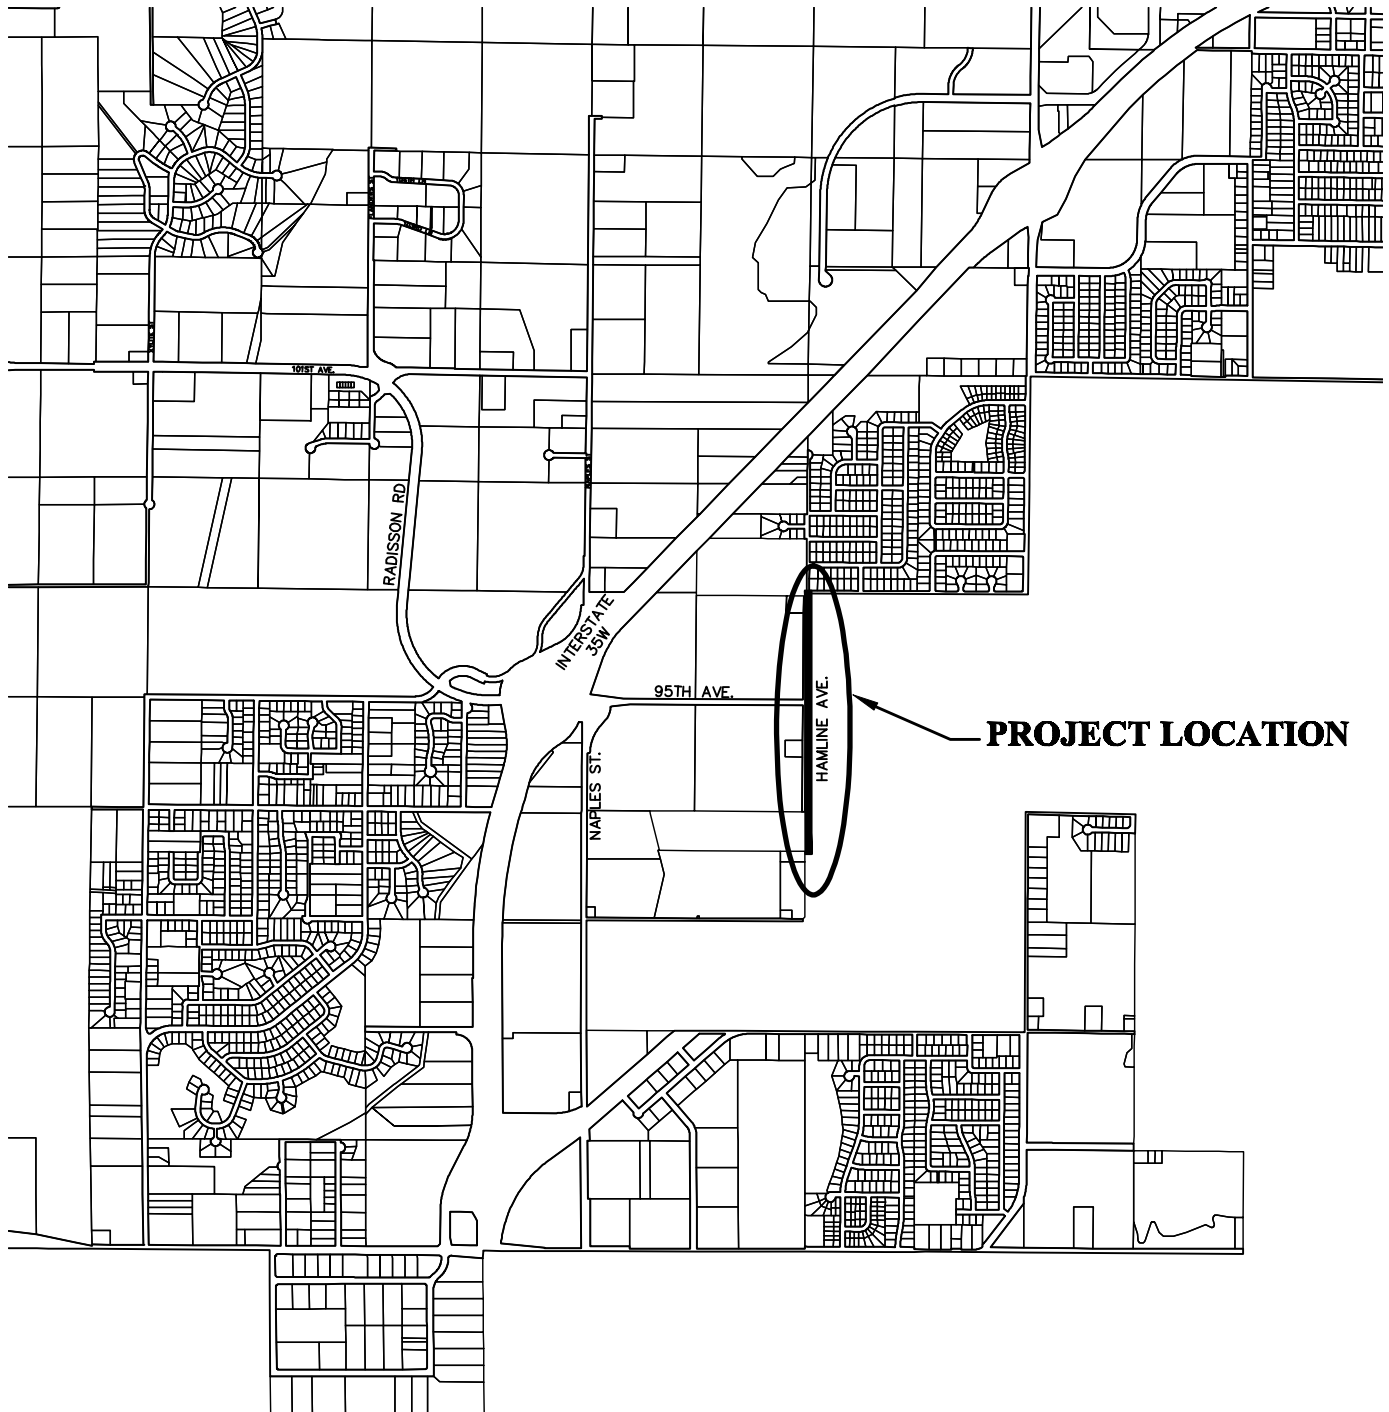 101ST AVE.
RADISSON RD
INTERSTATE
35W
95TH AVE.
HAMLINE AVE.
PROJECT LOCATION
NAPLES ST.